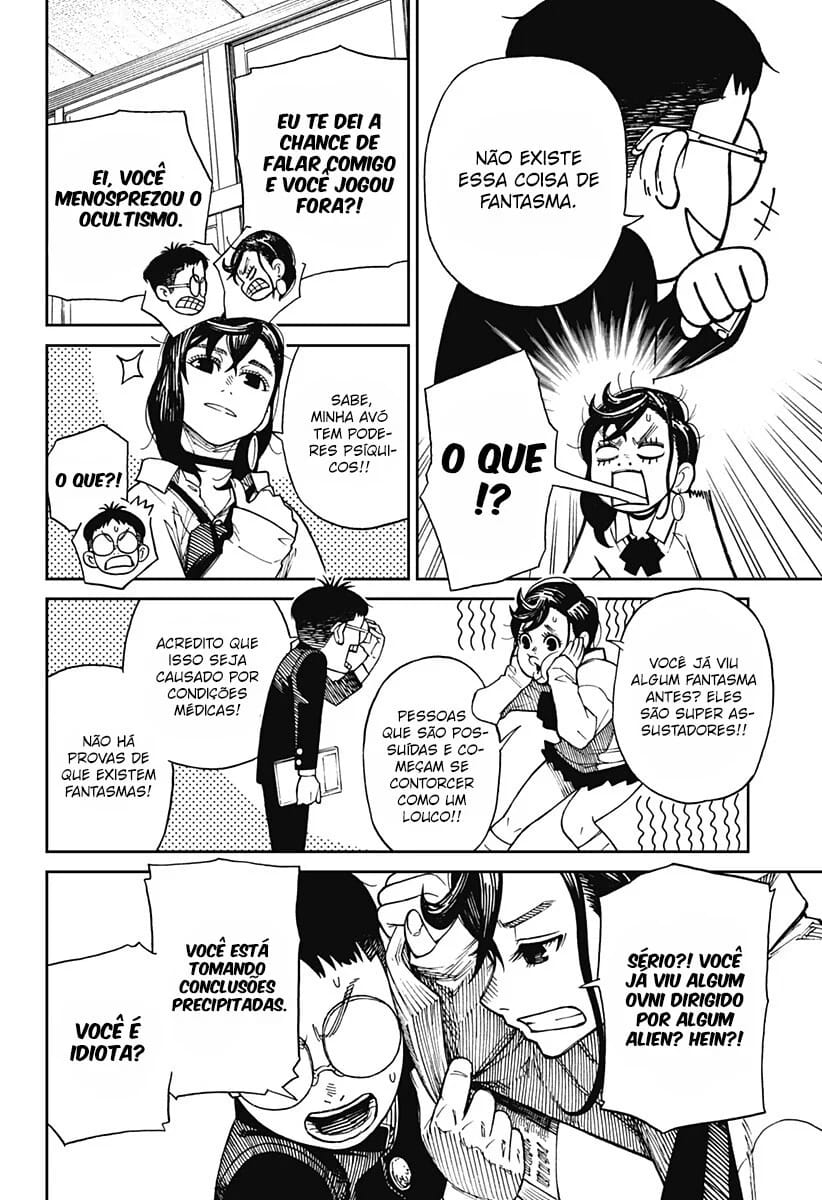 NÃO EXISTE
ESSA COISA DE
FANTASMA.
O QUE
!?
EU TE DEI A
CHANCE DE
FALAR COMIGO
E VOCÊ JOGOU
FORA?!
EI, VOCÊ
MENOSPREZOU O
OCULTISMO.
SABE,
MINHA AVÓ
TEM PODE-
RES PSÍQUI-
COS!!
O QUE?!
VOCÊ JÁ VIU
ALGUM FANTASMA
ANTES? ELES
SÃO SUPER AS-
SUSTADORES!!
PESSOAS
QUE SÃO POS-
SUÍDAS E CO-
MEÇAM SE
CONTORCER
COMO UM
LOUCO!!
ACREDITO QUE
ISSO SEJA
CAUSADO POR
CONDIÇÕES
MÉDICAS!
NÃO HÁ
PROVAS DE
QUE EXISTEM
FANTASMAS!
SÉRIO?! VOCÊ
JÁ VIU ALGUM
OVNI DIRIGIDO
POR ALGUM
ALIEN? HEIN?!
VOCÊ ESTÁ
TOMANDO
CONCLUSÕES
PRECIPITADAS.
VOCÊ É
IDIOTA?